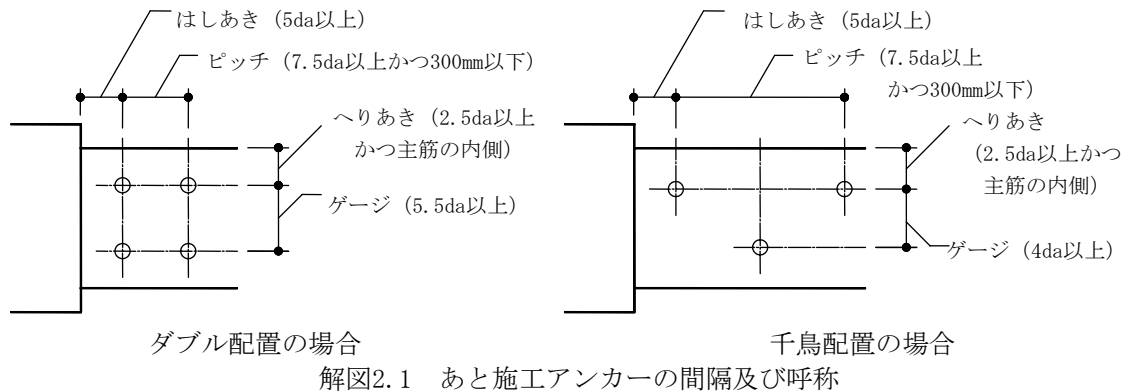 はしあき（5da以上）
ピッチ（7.5da以上かつ300mm以下）
へりあき（2.5da以上
かつ主筋の内側）
ゲージ（5.5da以上）
ダブル配置の場合
はしあき（5da以上）
ピッチ（7.5da以上
かつ300mm以下）
へりあき
（2.5da以上かつ
主筋の内側）
ゲージ（4da以上）
千鳥配置の場合
解図2.1　あと施工アンカーの間隔及び呼称